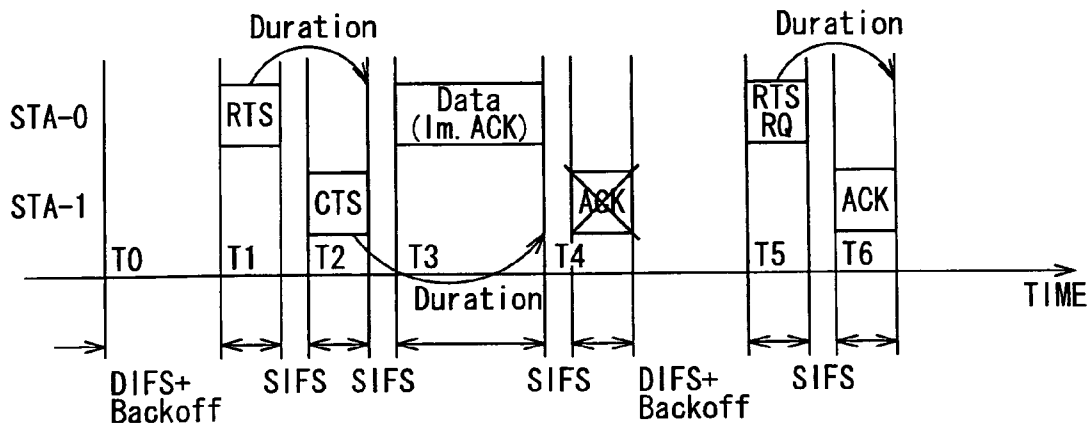 Duration
Duration
STA-0
RTS
Data
(Im. ACK)
RTS
RQ
STA-1
CTS
ACK
ACK
T0
T1
T2
T3
T4
T5
T6
Duration
TIME
DIFS+
Backoff
SIFS
SIFS
SIFS
DIFS+
Backoff
SIFS